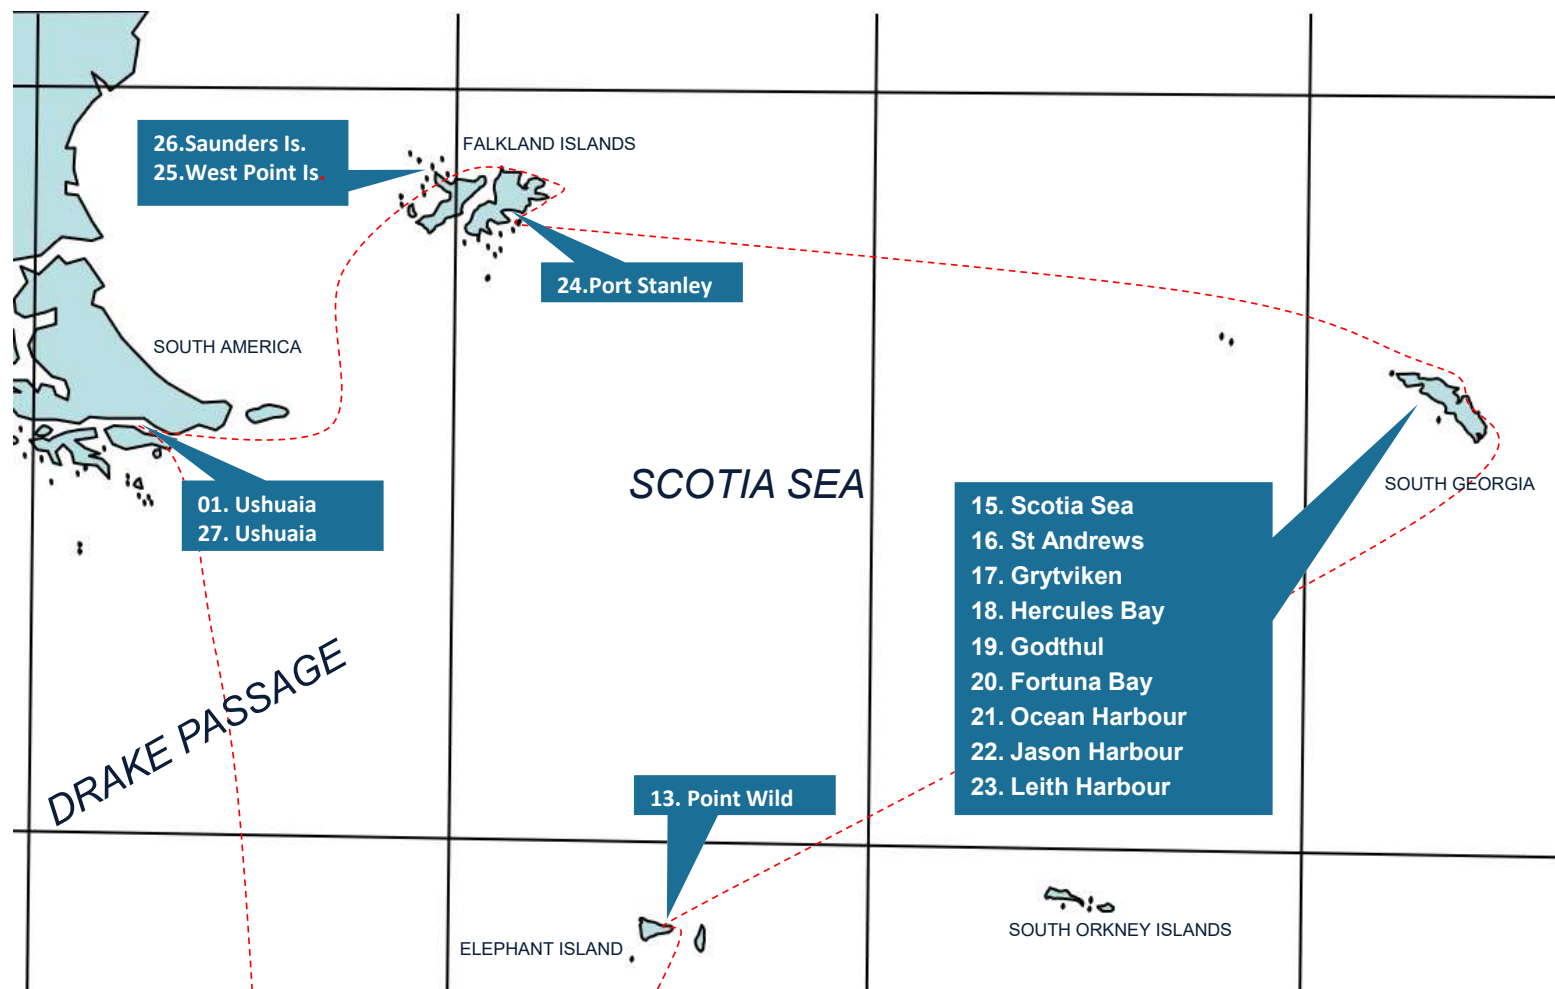 26.Saunders Is.
25.West Point Is.
FALKLAND ISLANDS
24.Port Stanley
SOUTH AMERICA
01. Ushuaia
27. Ushuaia
SCOTIA SEA
SOUTH GEORGIA
15. Scotia Sea
16. St Andrews
17. Grytviken
18. Hercules Bay
19. Godthul
20. Fortuna Bay
21. Ocean Harbour
22. Jason Harbour
23. Leith Harbour
DRAKE PASSAGE
13. Point Wild
ELEPHANT ISLAND
SOUTH ORKNEY ISLANDS